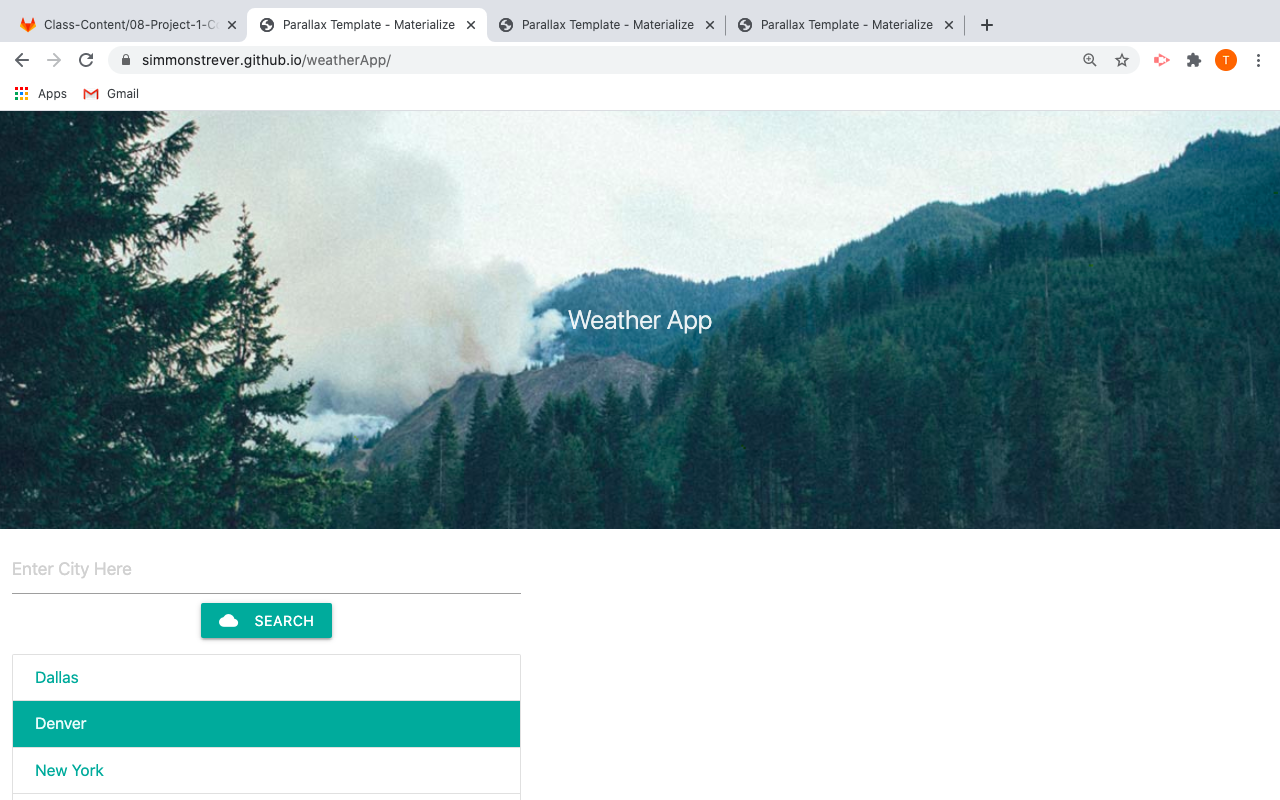 Class-Content/08-Project-1-C
Parallax Template - Materialize
Parallax Template - Materialize
Parallax Template - Materialize
simmonstrever.github.io/weatherApp/
T
Apps
Gmail
Weather App
Enter City Here
SEARCH
Dallas
Denver
New York